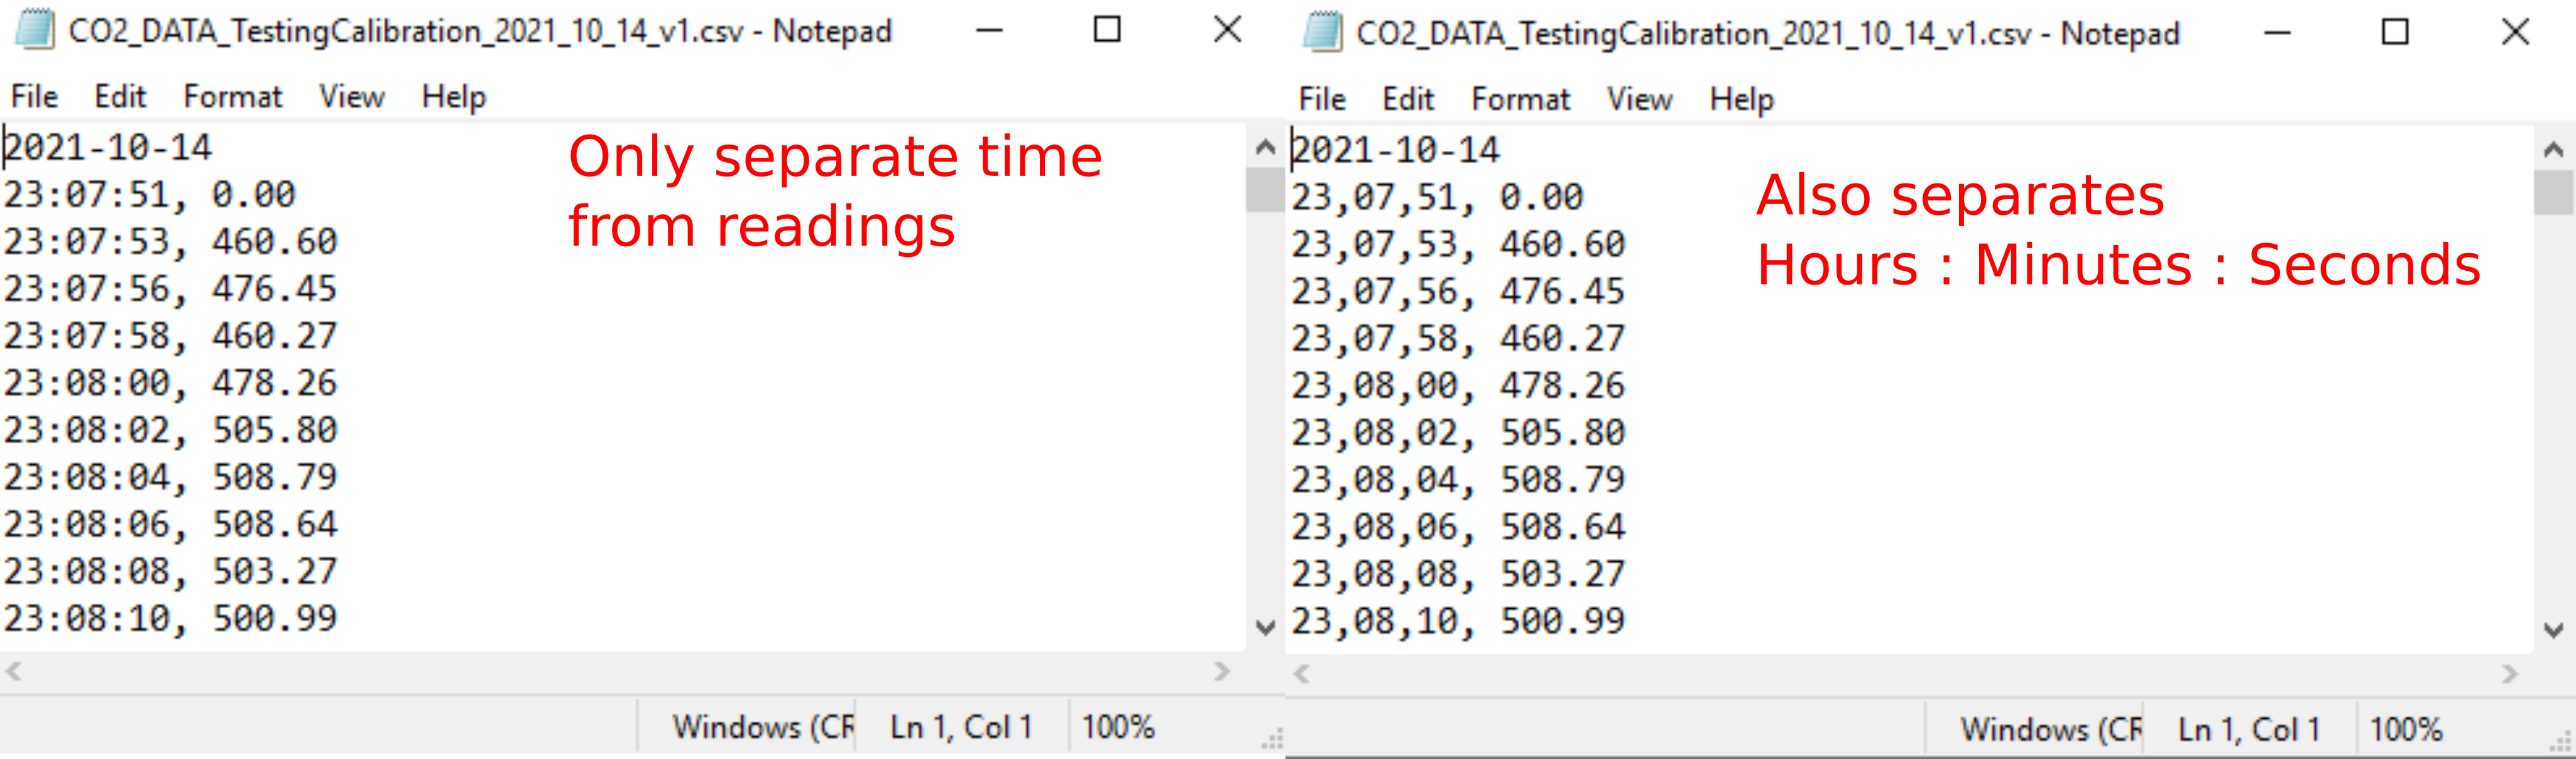 CO2_DATA_TestingCalibration_2021_10_14_v1.csv - Notepad
File Edit Format View Help
2021-10-14
23:07:51, 0.00
23:07:53, 460.60
23:07:56, 476.45
23:07:58, 460.27
23:08:00, 478.26
23:08:02, 505.80
23:08:04, 508.79
23:08:06, 508.64
23:08:08, 503.27
23:08:10, 500.99
Only separate time
from readings
Windows (CR Ln 1, Col 1 100%
CO2_DATA_TestingCalibration_2021_10_14_v1.csv - Notepad
File Edit Format View Help
2021-10-14
23,07,51, 0.00
23,07,53, 460.60
23,07,56, 476.45
23,07,58, 460.27
23,08,00, 478.26
23,08,02, 505.80
23,08,04, 508.79
23,08,06, 508.64
23,08,08, 503.27
23,08,10, 500.99
Also separates
Hours : Minutes : Seconds
Windows (CR Ln 1, Col 1 100%